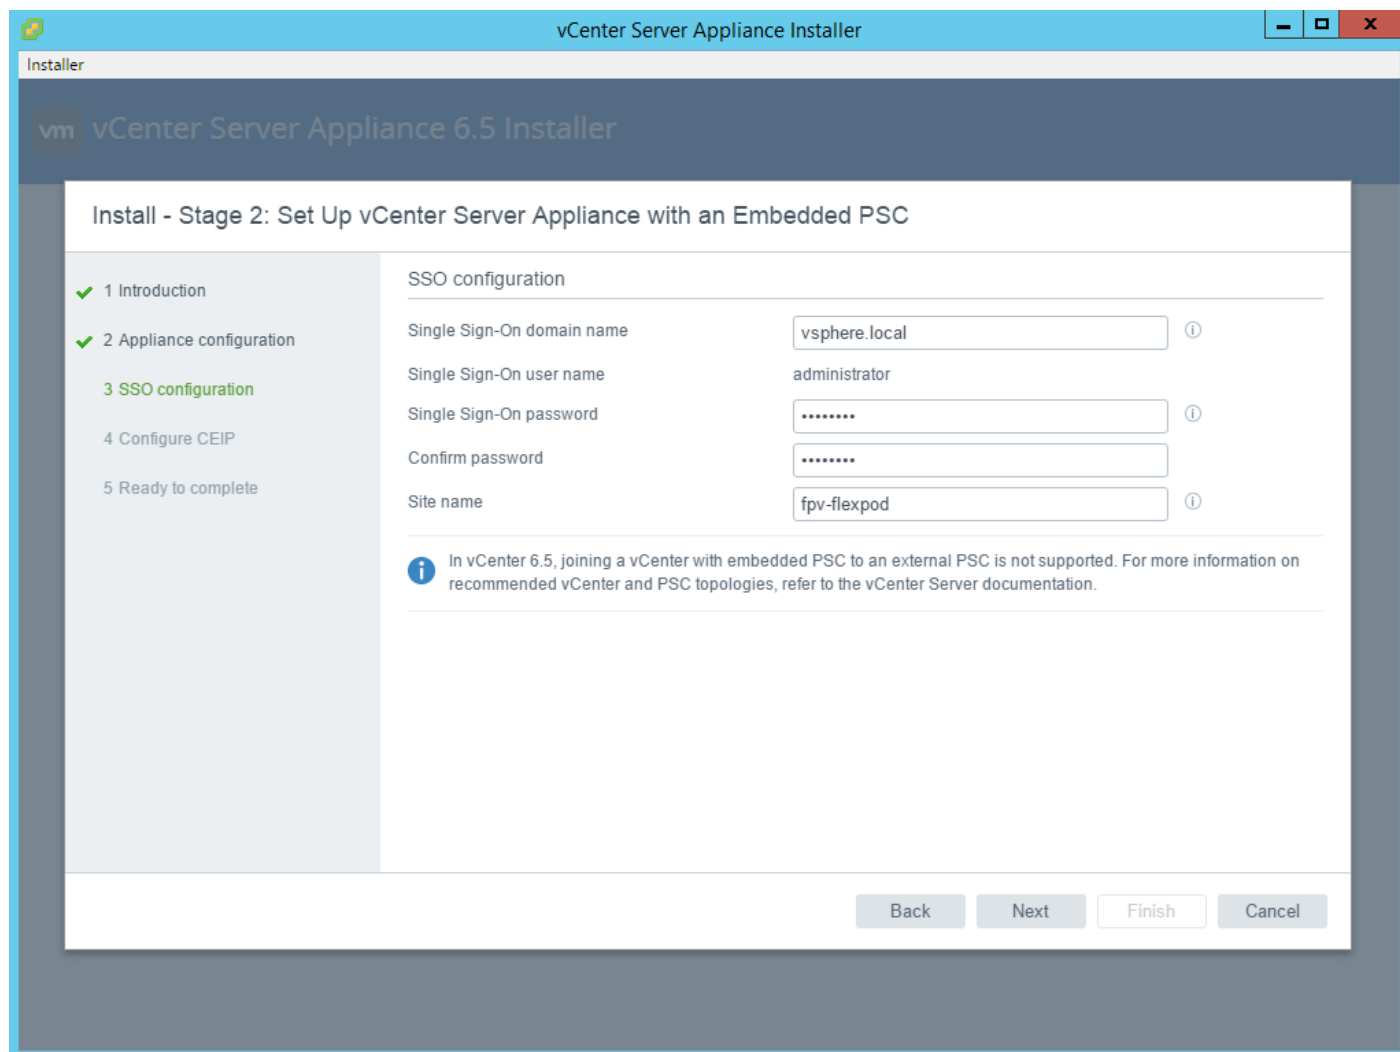 vCenter Server Appliance Installer
Installer
vm vCenter Server Appliance 6.5 Installer
Install - Stage 2: Set Up vCenter Server Appliance with an Embedded PSC
1 Introduction
2 Appliance configuration
3 SSO configuration
4 Configure CEIP
5 Ready to complete
SSO configuration
Single Sign-On domain name
vsphere.local
Single Sign-On user name
administrator
Single Sign-On password
••••••••
Confirm password
••••••••
Site name
fpv-flexpod
In vCenter 6.5, joining a vCenter with embedded PSC to an external PSC is not supported. For more information on
recommended vCenter and PSC topologies, refer to the vCenter Server documentation.
Back
Next
Finish
Cancel